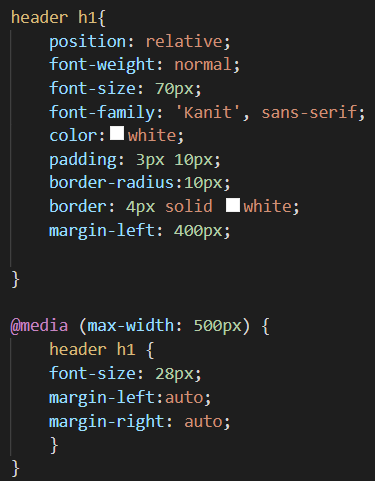 header h1{
position: relative;
font-weight: normal;
font-size: 70px;
font-family: 'Kanit', sans-serif;
color:white;
padding: 3px 10px;
border-radius:10px;
border: 4px solid white;
margin-left: 400px;
}
@media (max-width: 500px) {
header h1 {
font-size: 28px;
margin-left:auto;
margin-right: auto;
}
}